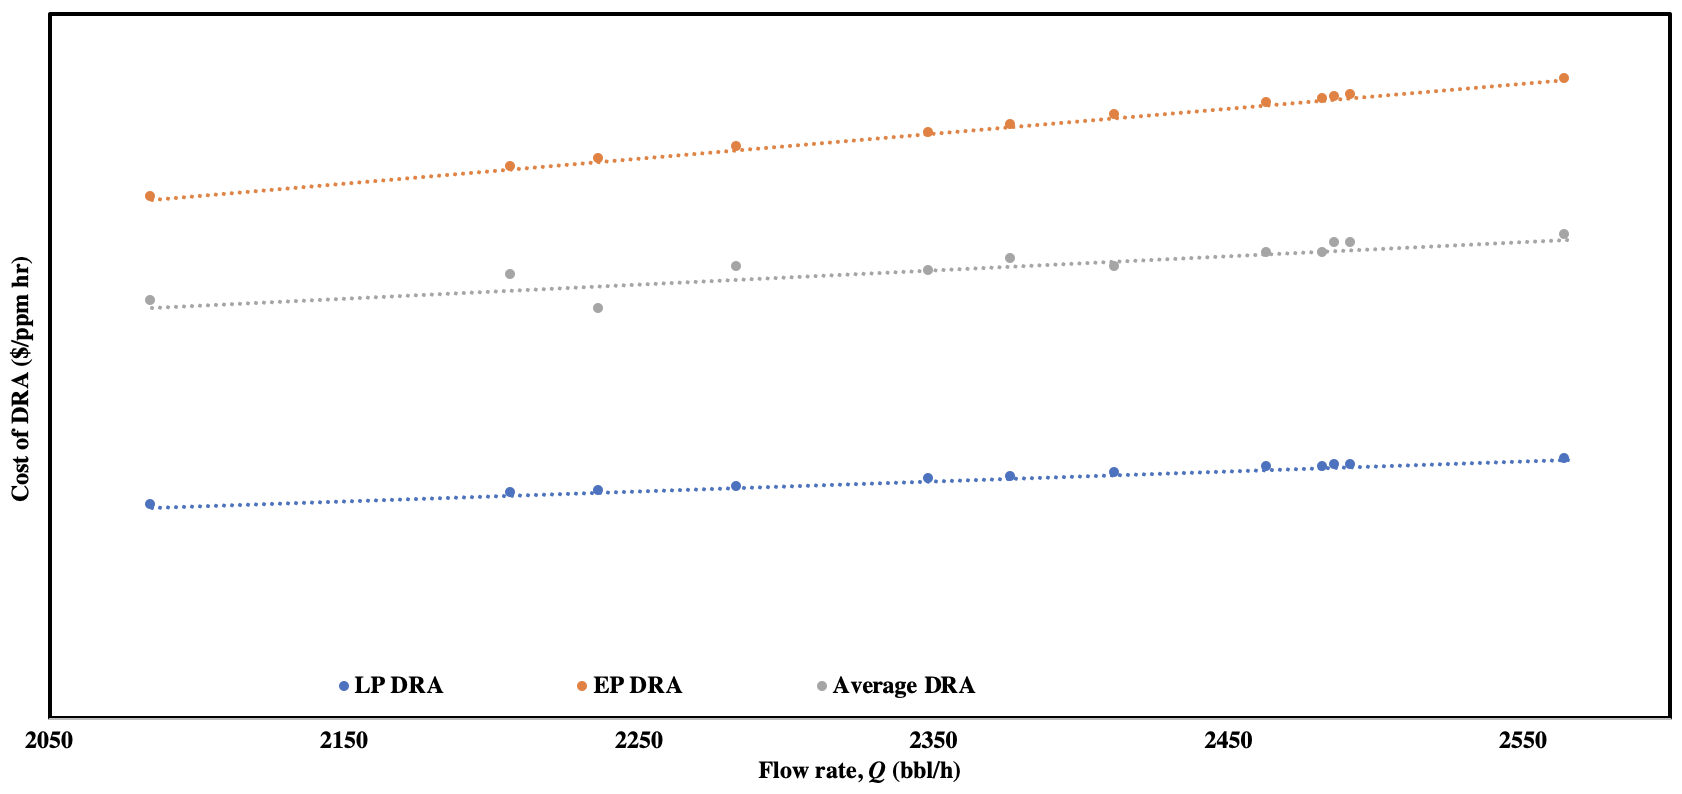 Cost of DRA ($/ppm hr)
LP DRA
EP DRA
Average DRA
2050 2150 2250 2350 2450 2550
Flow rate, Q (bbl/h)